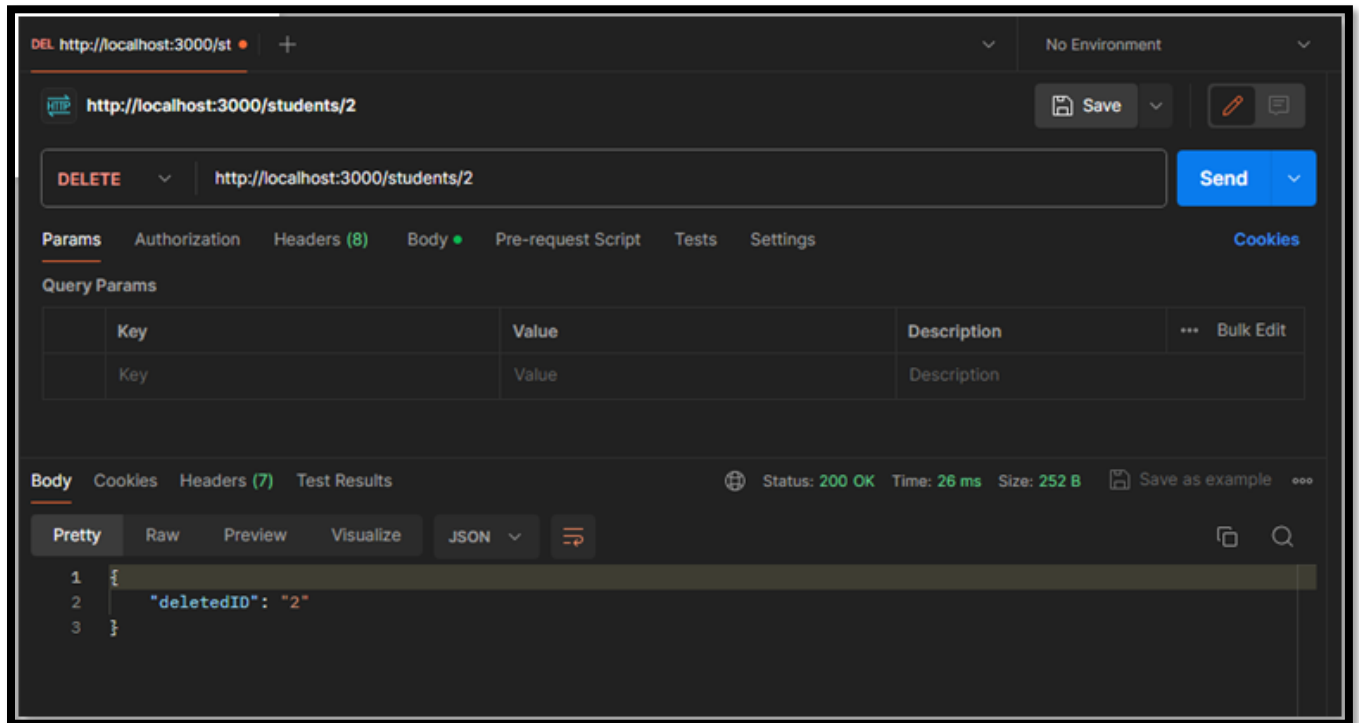 DEL http://localhost:3000/st
No Environment
HTTP http://localhost:3000/students/2
Save
DELETE http://localhost:3000/students/2 Send
Params Authorization Headers (8) Body Pre-request Script Tests Settings Cookies
Query Params
Key Value Description ••• Bulk Edit
Key Value Description
Body Cookies Headers (7) Test Results Status: 200 OK Time: 26 ms Size: 252 B Save as example
Pretty Raw Preview Visualize JSON
1 {
2 "deletedID": "2"
3 }